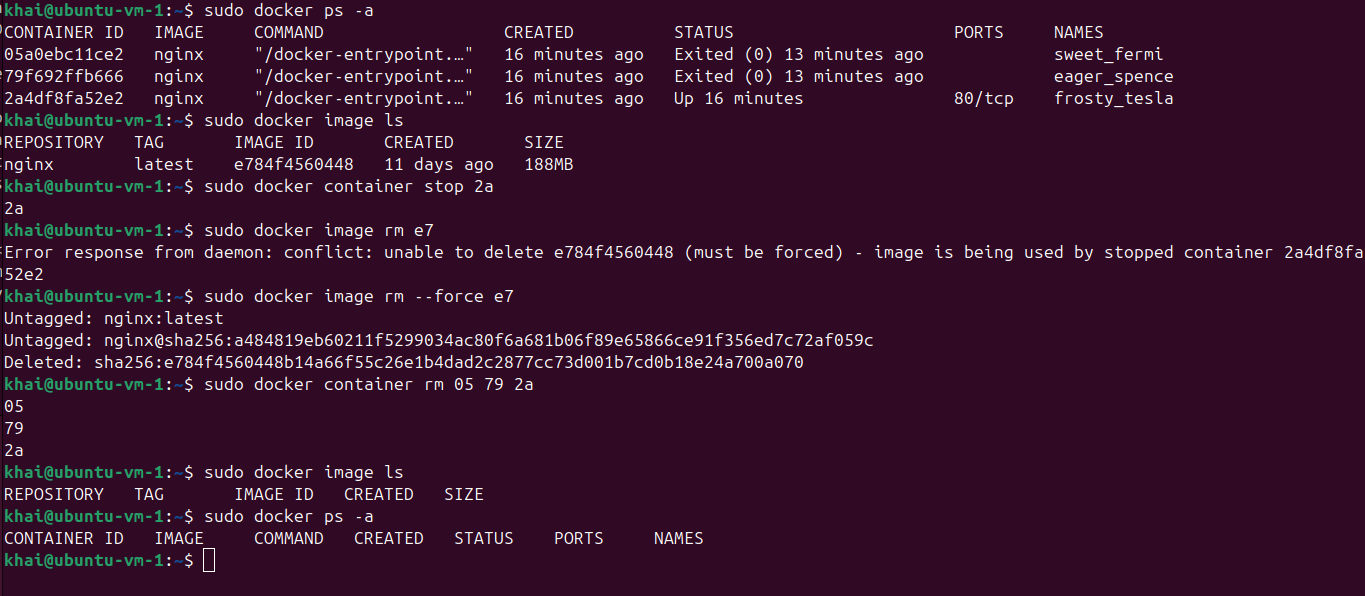 khai@ubuntu-vm-1:~$ sudo docker ps -a
CONTAINER ID   IMAGE     COMMAND                  CREATED          STATUS                      PORTS     NAMES
05a0ebc11ce2   nginx     "/docker-entrypoint.…"   16 minutes ago   Exited (0) 13 minutes ago             sweet_fermi
79f692ffb666   nginx     "/docker-entrypoint.…"   16 minutes ago   Exited (0) 13 minutes ago             eager_spence
2a4df8fa52e2   nginx     "/docker-entrypoint.…"   16 minutes ago   Up 16 minutes               80/tcp    frosty_tesla
khai@ubuntu-vm-1:~$ sudo docker image ls
REPOSITORY   TAG       IMAGE ID       CREATED       SIZE
nginx        latest    e784f4560448   11 days ago   188MB
khai@ubuntu-vm-1:~$ sudo docker container stop 2a
2a
khai@ubuntu-vm-1:~$ sudo docker image rm e7
Error response from daemon: conflict: unable to delete e784f4560448 (must be forced) - image is being used by stopped container 2a4df8fa
52e2
khai@ubuntu-vm-1:~$ sudo docker image rm --force e7
Untagged: nginx:latest
Untagged: nginx@sha256:a484819eb60211f5299034ac80f6a681b06f89e65866ce91f356ed7c72af059c
Deleted: sha256:e784f4560448b14a66f55c26e1b4dad2c2877cc73d001b7cd0b18e24a700a070
khai@ubuntu-vm-1:~$ sudo docker container rm 05 79 2a
05
79
2a
khai@ubuntu-vm-1:~$ sudo docker image ls
REPOSITORY   TAG       IMAGE ID   CREATED   SIZE
khai@ubuntu-vm-1:~$ sudo docker ps -a
CONTAINER ID   IMAGE     COMMAND   CREATED   STATUS    PORTS     NAMES
khai@ubuntu-vm-1:~$